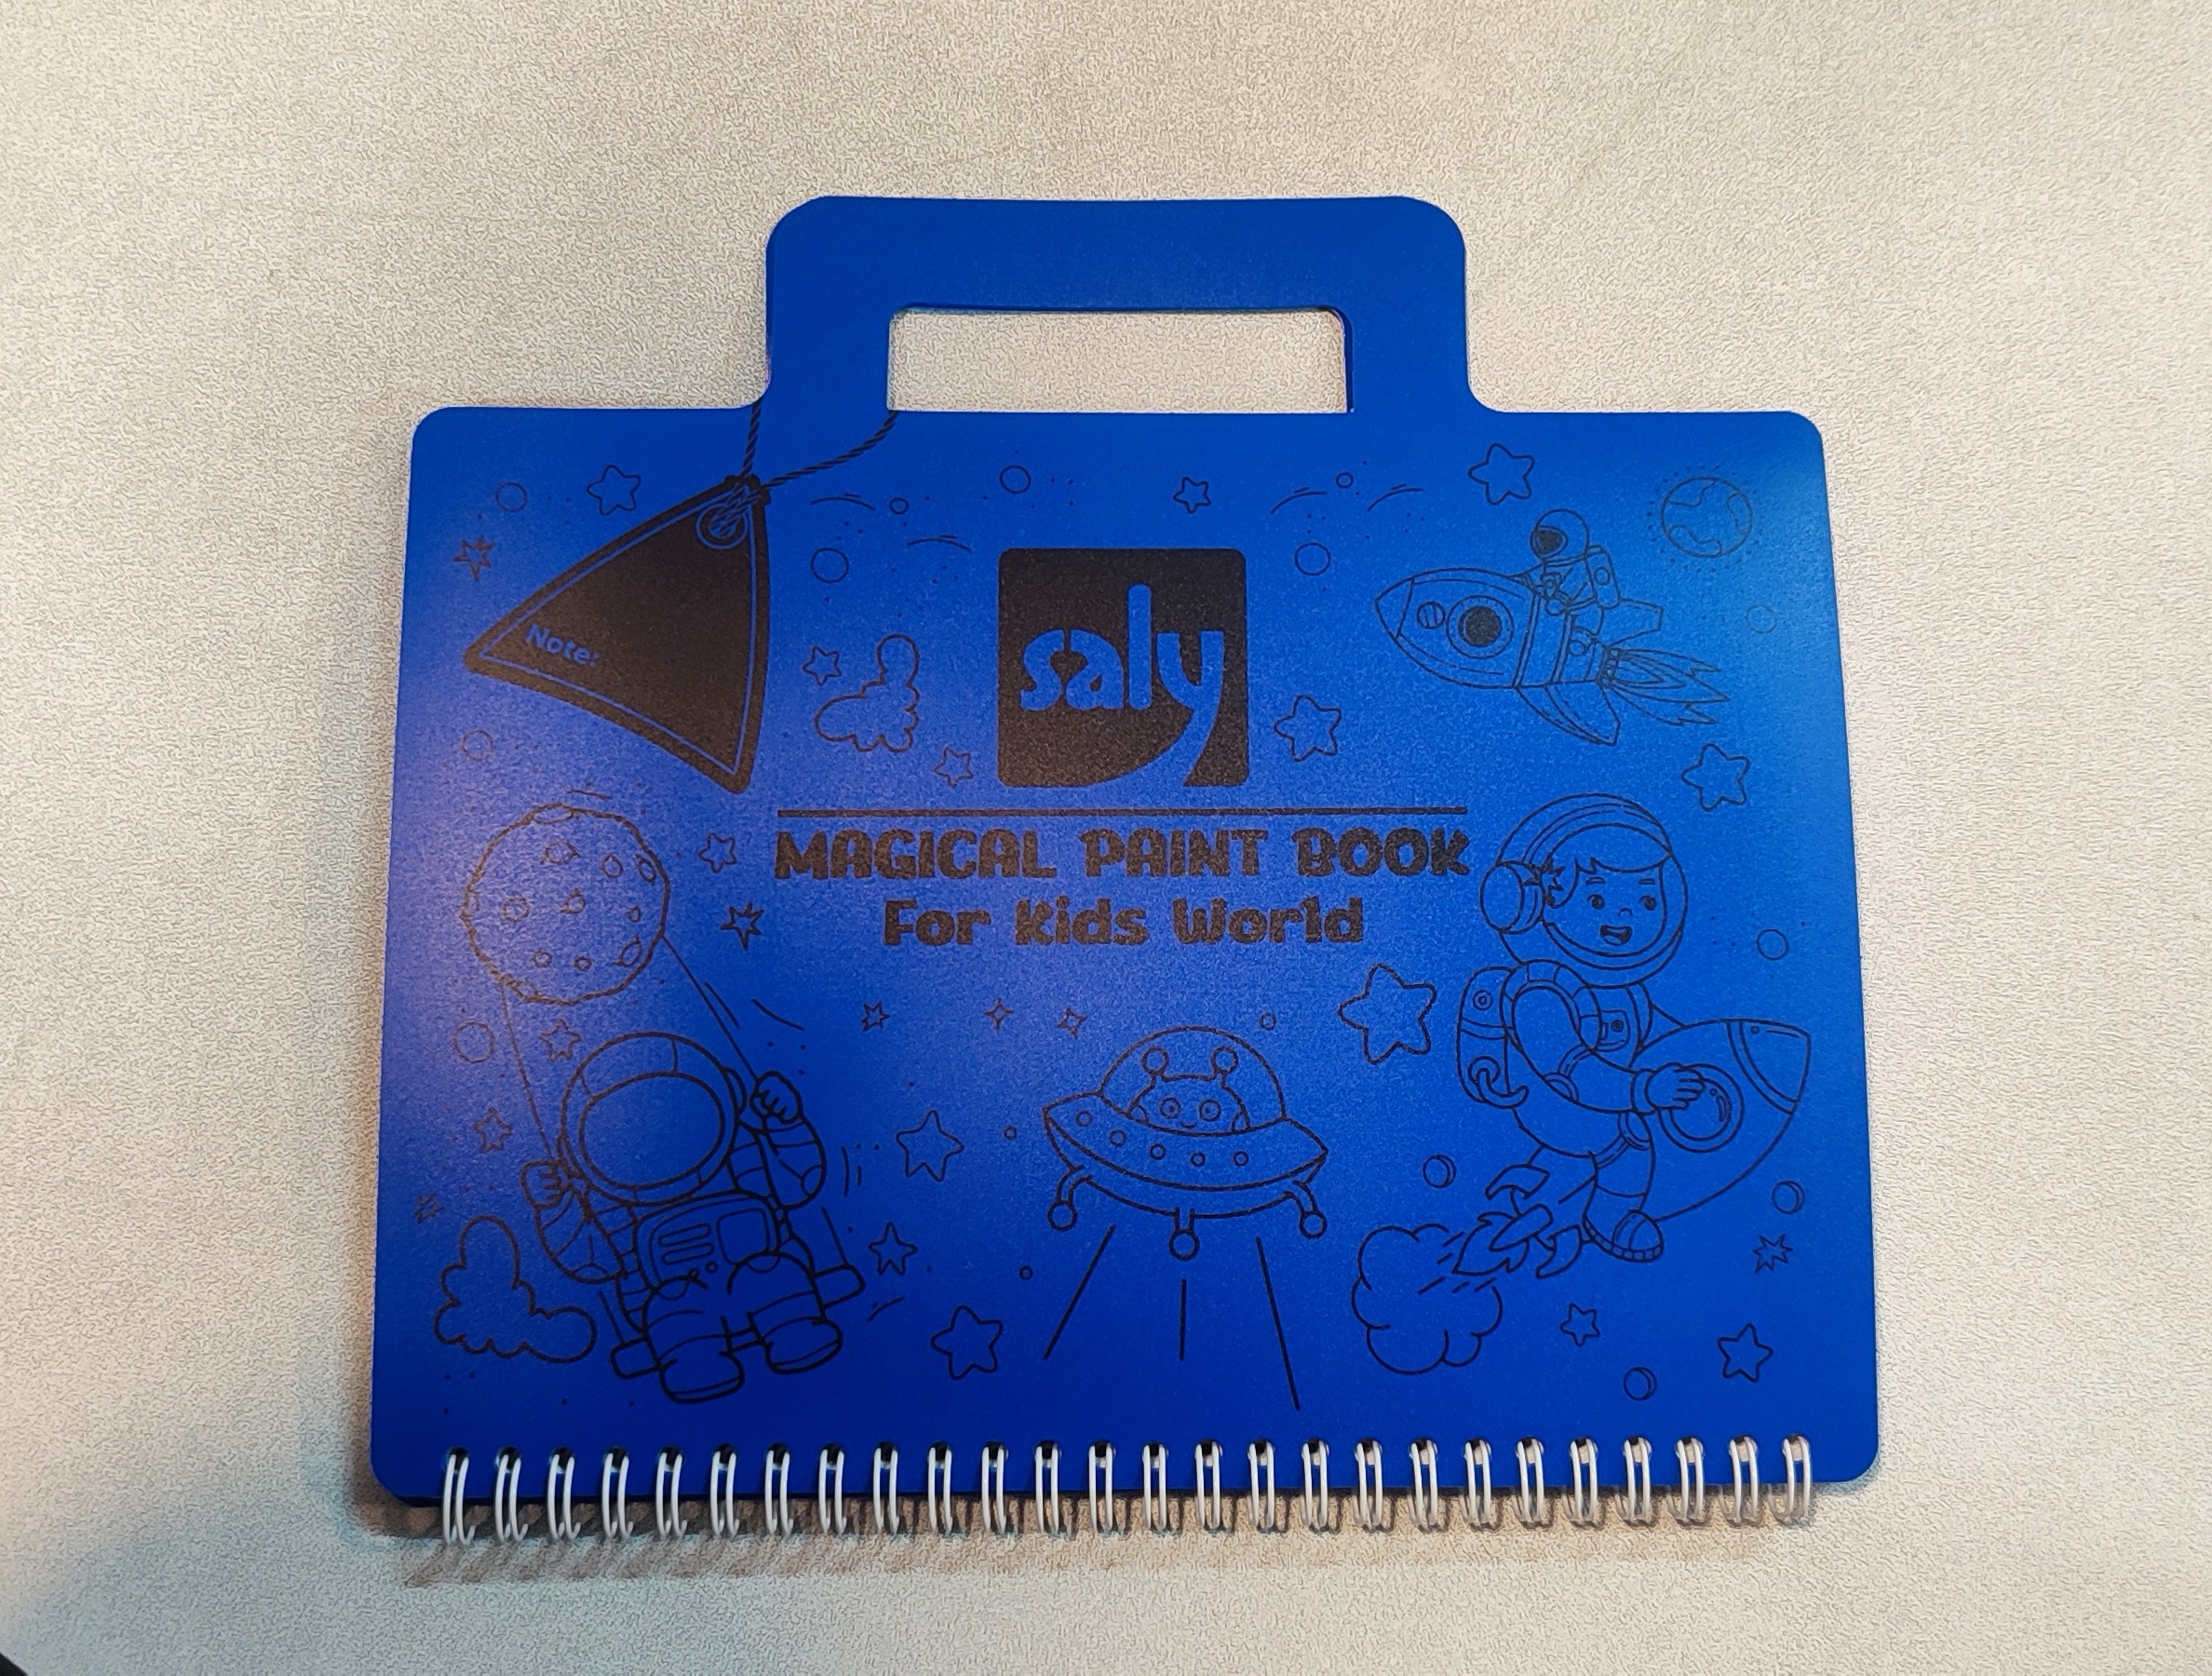 Note:
saly
MAGICAL PAINT BOOK
For Kids World